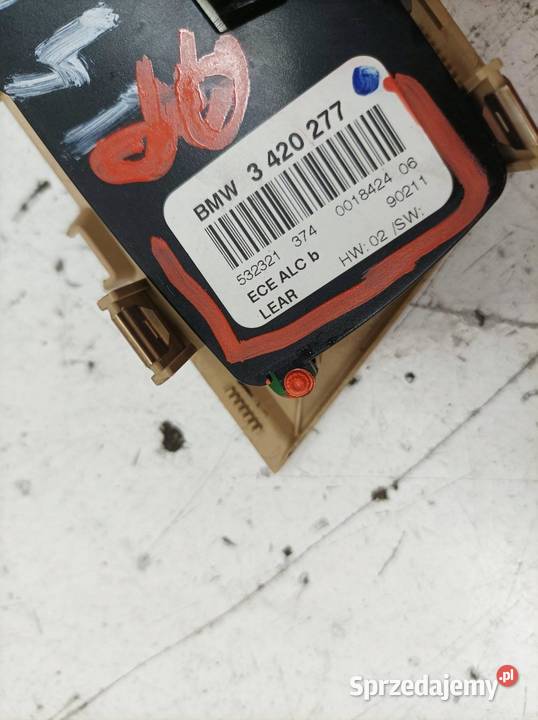 BMW 3 420 277
532321 374 0018424 06
ECE ALC b 90211
LEAR HW: 02 /SW:
Sprzedajemy.pl